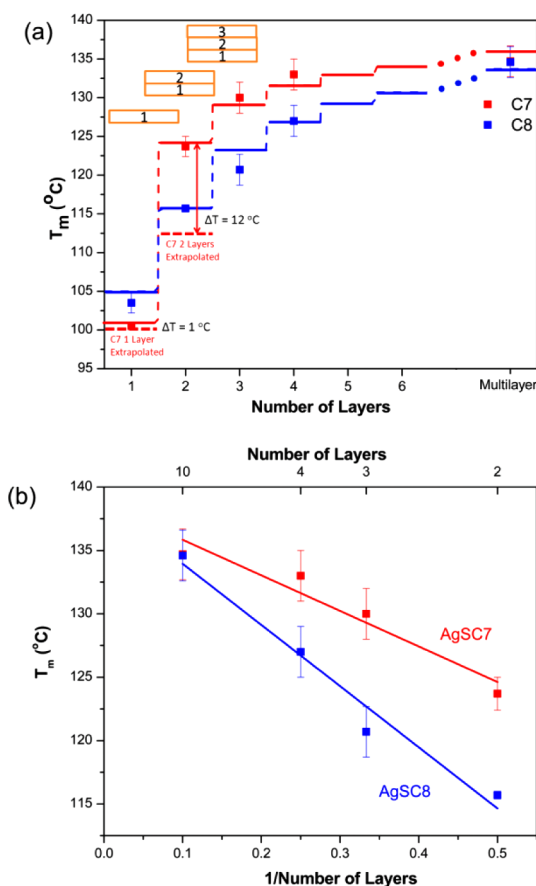 (a)
140
135
130
125
120
115
110
105
100
95
Tm (oC)
3
2
1
2
1
1
C7
C8
ΔT = 12 oC
C7 2 Layers
Extrapolated
ΔT = 1 oC
C7 1 Layer
Extrapolated
1 2 3 4 5 6 Multilayer
Number of Layers
(b)
Number of Layers
10 4 3 2
140
135
130
125
120
115
Tm (°C)
AgSC7
AgSC8
0.0 0.1 0.2 0.3 0.4 0.5
1/Number of Layers